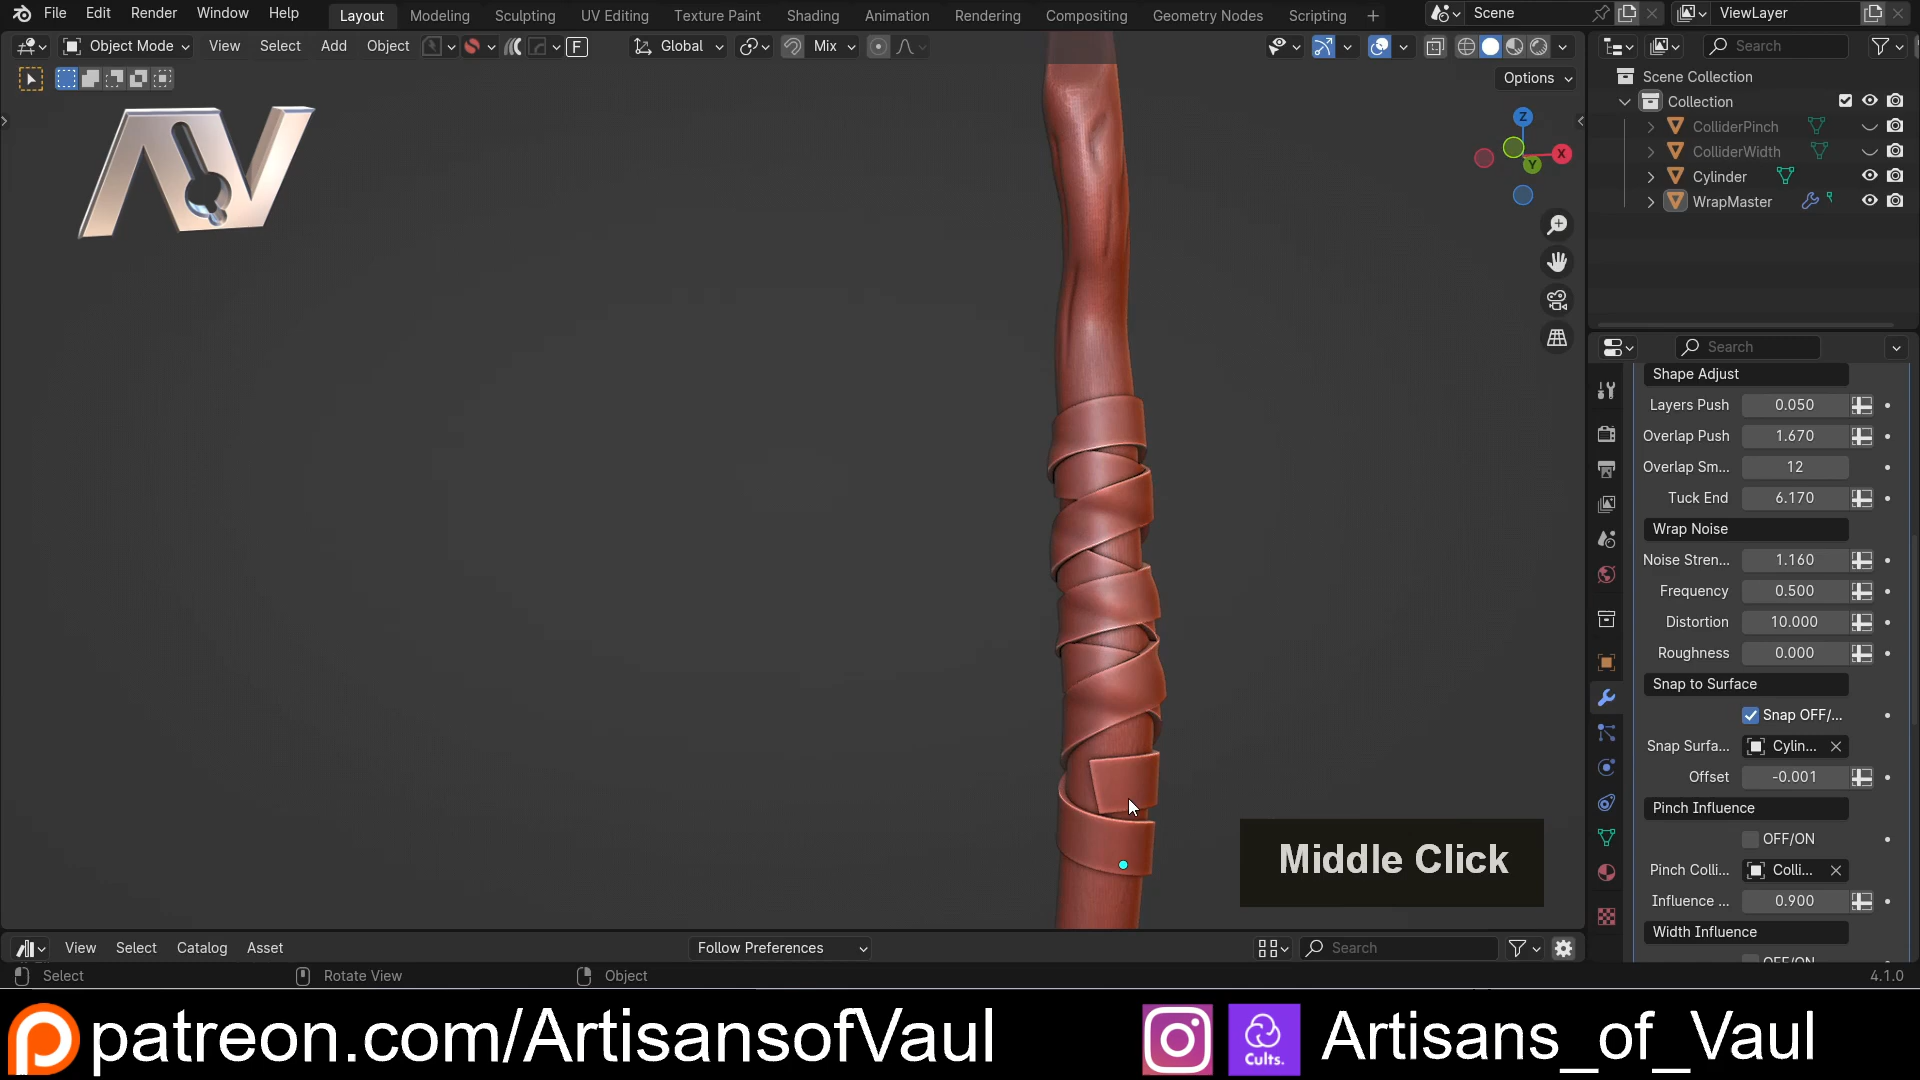 File Edit Render Window Help Layout Modeling Sculpting UV Editing Texture Paint Shading Animation Rendering Compositing Geometry Nodes Scripting + Scene ViewLayer
Object Mode View Select Add Object F Global Mix Search
Options
AV
Z
X
Y
Scene Collection
Collection
ColliderPinch
ColliderWidth
Cylinder
WrapMaster
Search
Shape Adjust
Layers Push 0.050
Overlap Push 1.670
Overlap Sm... 12
Tuck End 6.170
Wrap Noise
Noise Stren... 1.160
Frequency 0.500
Distortion 10.000
Roughness 0.000
Snap to Surface
Snap OFF/...
Snap Surfa... Cylin...
Offset -0.001
Pinch Influence
OFF/ON
Pinch Colli... Colli...
Influence ... 0.900
Width Influence
OFF/ON
Middle Click
View Select Catalog Asset Follow Preferences Search
Select Rotate View Object 4.1.0
patreon.com/ArtisansofVaul Cults. Artisans_of_Vaul